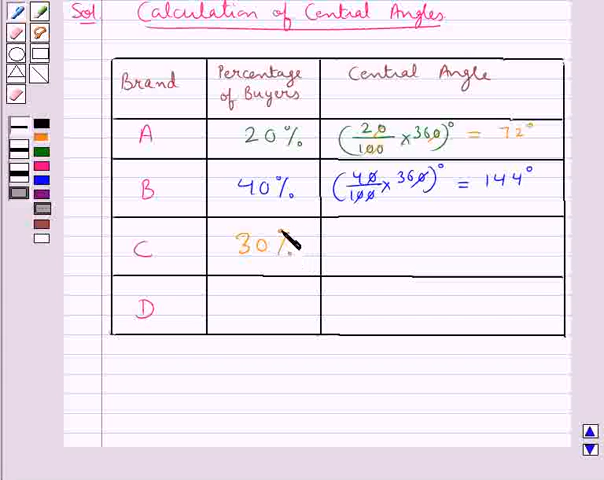 Sol Calculation of Central Angles
Brand Percentage of Buyers Central Angle
A 20% (20/100 × 360)° = 72°
B 40% (40/100 × 360)° = 144°
C 30%
D